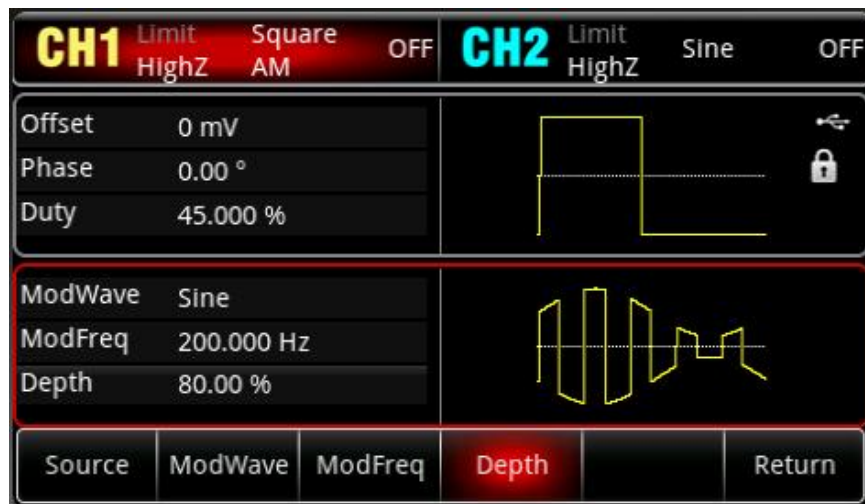 CH1 Limit Square OFF CH2 Limit Sine OFF
HighZ AM HighZ
Offset 0 mV
Phase 0.00 °
Duty 45.000 %
ModWave Sine
ModFreq 200.000 Hz
Depth 80.00 %
Source ModWave ModFreq Depth Return